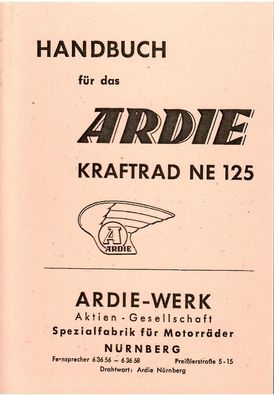 HANDBUCH
für das
ARDIE
KRAFTRAD NE 125
A
ARDIE
ARDIE-WERK
Aktien-Gesellschaft
Spezialfabrik für Motorräder
NÜRNBERG
Fernsprecher 63656 – 63658 Preißlerstraße 5-15
Drahtwort: Ardie Nürnberg